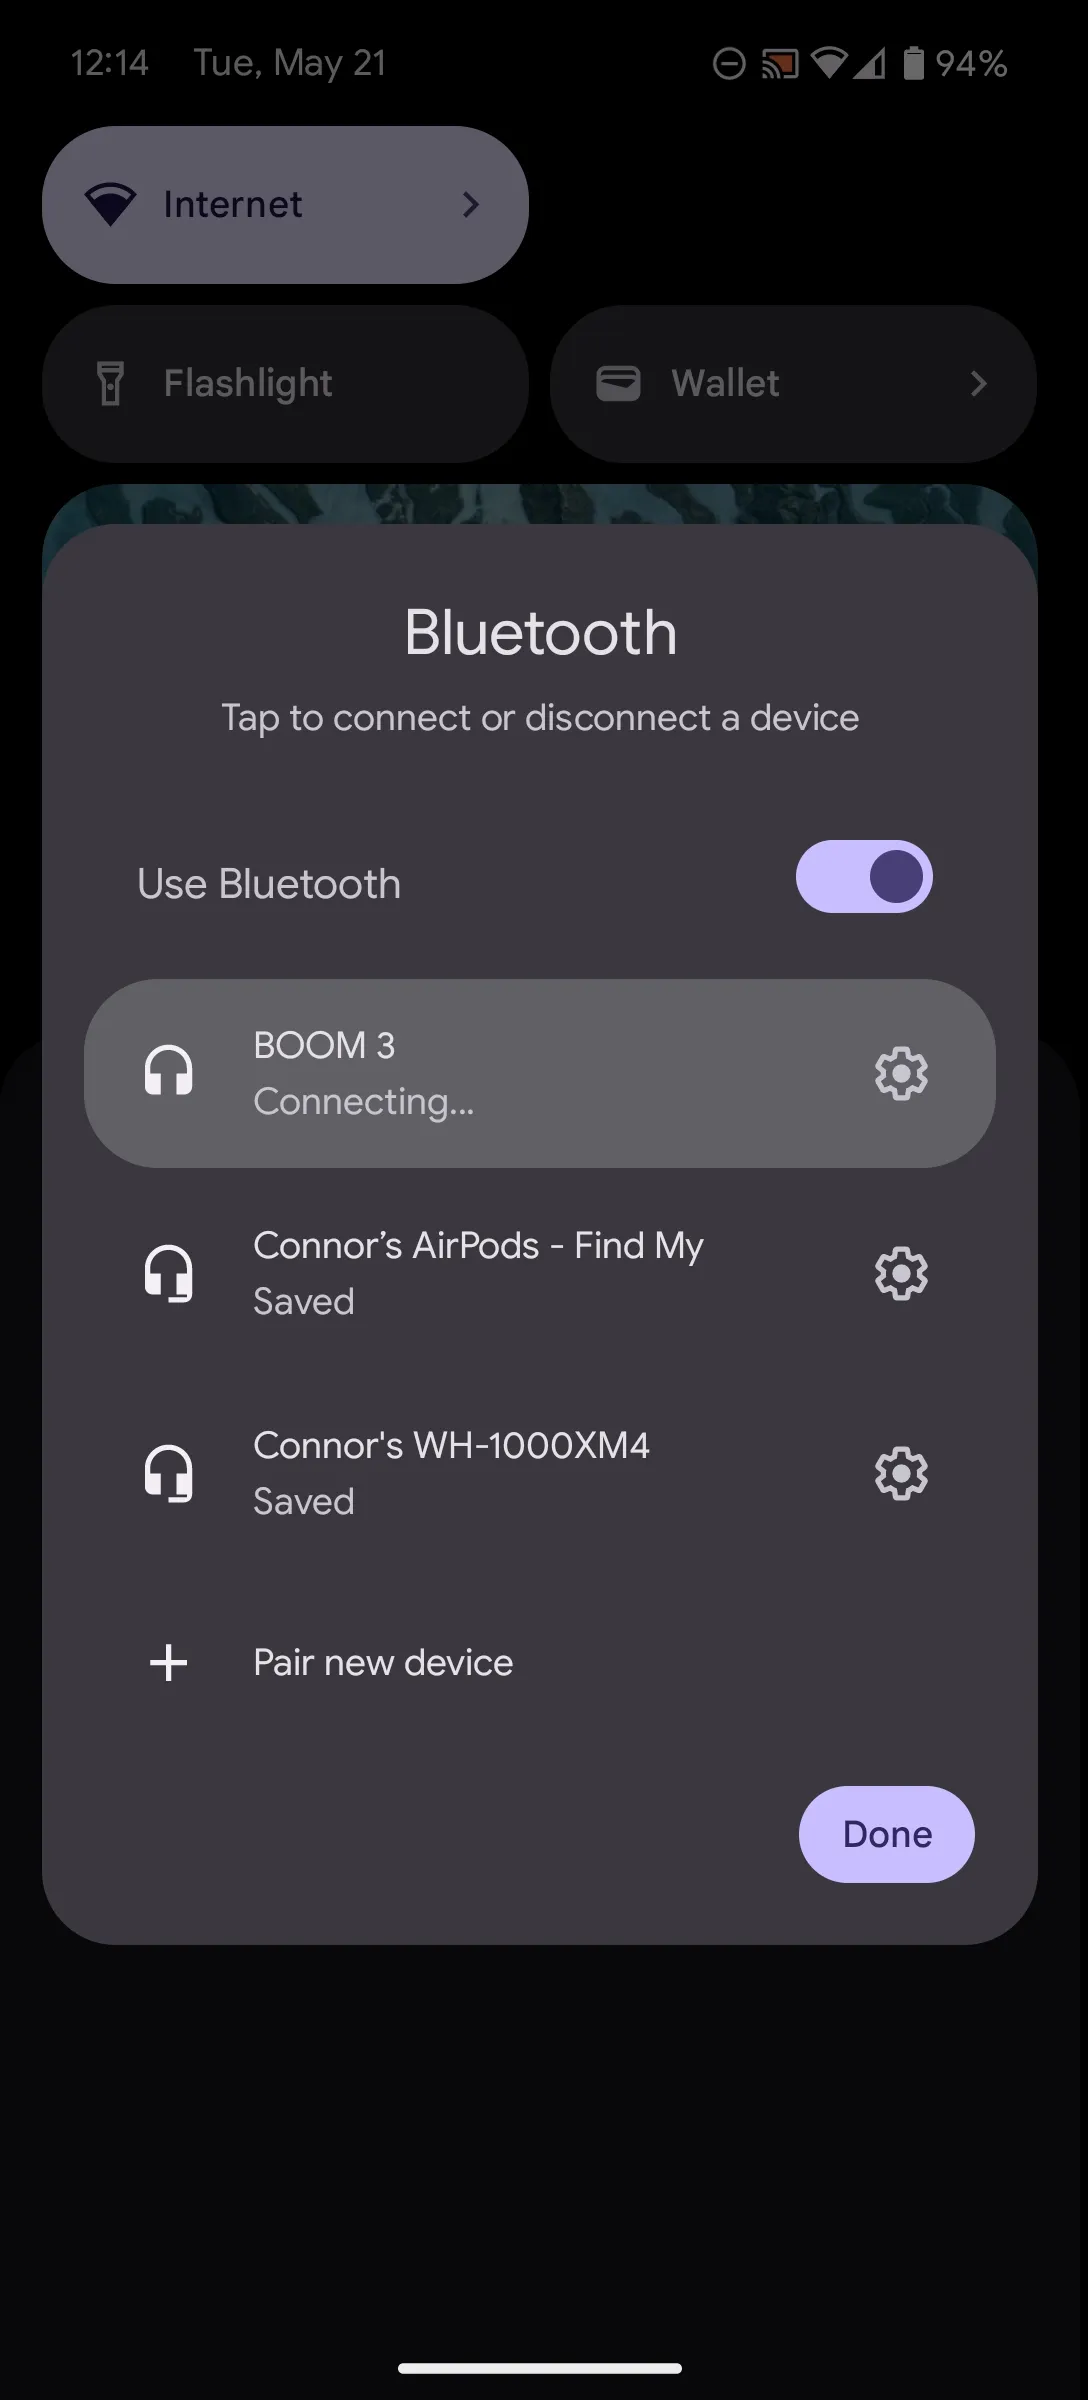 12:14 Tue, May 21 94%
Internet
Flashlight Wallet
Bluetooth
Tap to connect or disconnect a device
Use Bluetooth
BOOM 3
Connecting...
Connor’s AirPods - Find My
Saved
Connor's WH-1000XM4
Saved
Pair new device
Done